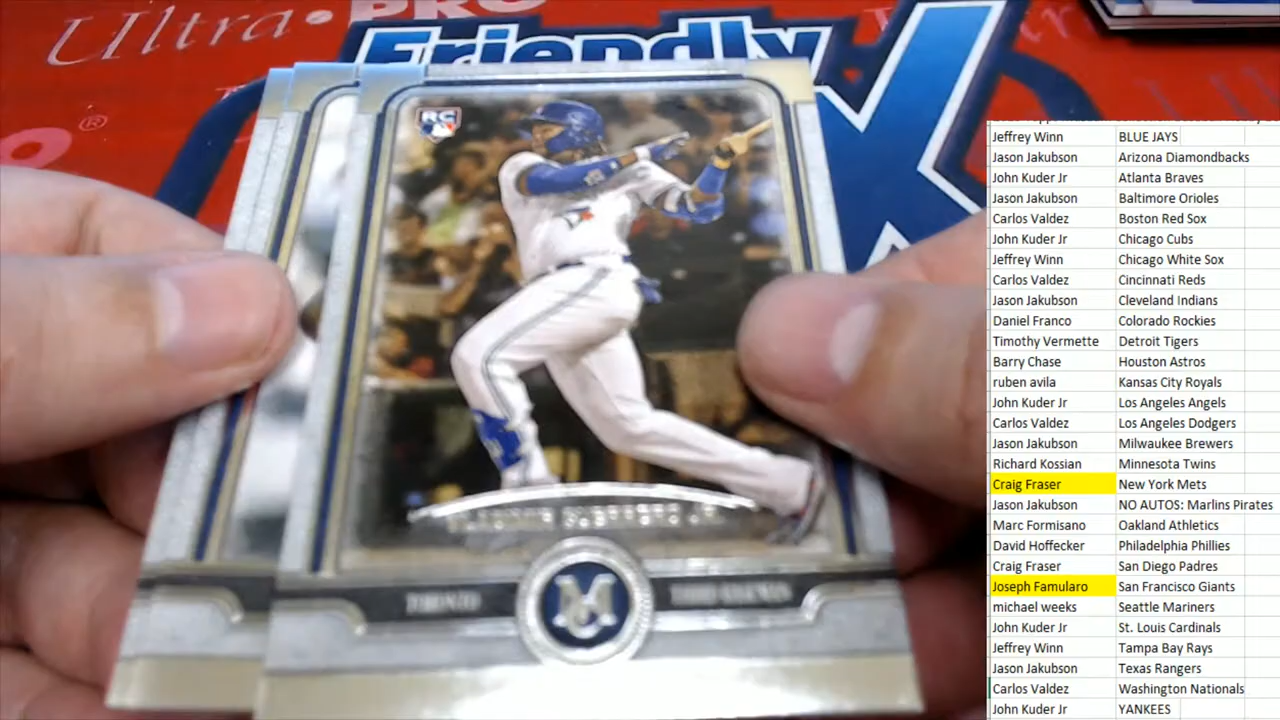 Ultra·PRO
Friendly
RC
VLADIMIR GUERRERO JR.
TORONTO
M
Jeffrey Winn BLUE JAYS
Jason Jakubson Arizona Diamondbacks
John Kuder Jr Atlanta Braves
Jason Jakubson Baltimore Orioles
Carlos Valdez Boston Red Sox
John Kuder Jr Chicago Cubs
Jeffrey Winn Chicago White Sox
Carlos Valdez Cincinnati Reds
Jason Jakubson Cleveland Indians
Daniel Franco Colorado Rockies
Timothy Vermette Detroit Tigers
Barry Chase Houston Astros
ruben avila Kansas City Royals
John Kuder Jr Los Angeles Angels
Carlos Valdez Los Angeles Dodgers
Jason Jakubson Milwaukee Brewers
Richard Kossian Minnesota Twins
Craig Fraser New York Mets
Jason Jakubson NO AUTOS: Marlins Pirates
Marc Formisano Oakland Athletics
David Hoffecker Philadelphia Phillies
Craig Fraser San Diego Padres
Joseph Famularo San Francisco Giants
michael weeks Seattle Mariners
John Kuder Jr St. Louis Cardinals
Jeffrey Winn Tampa Bay Rays
Jason Jakubson Texas Rangers
Carlos Valdez Washington Nationals
John Kuder Jr YANKEES